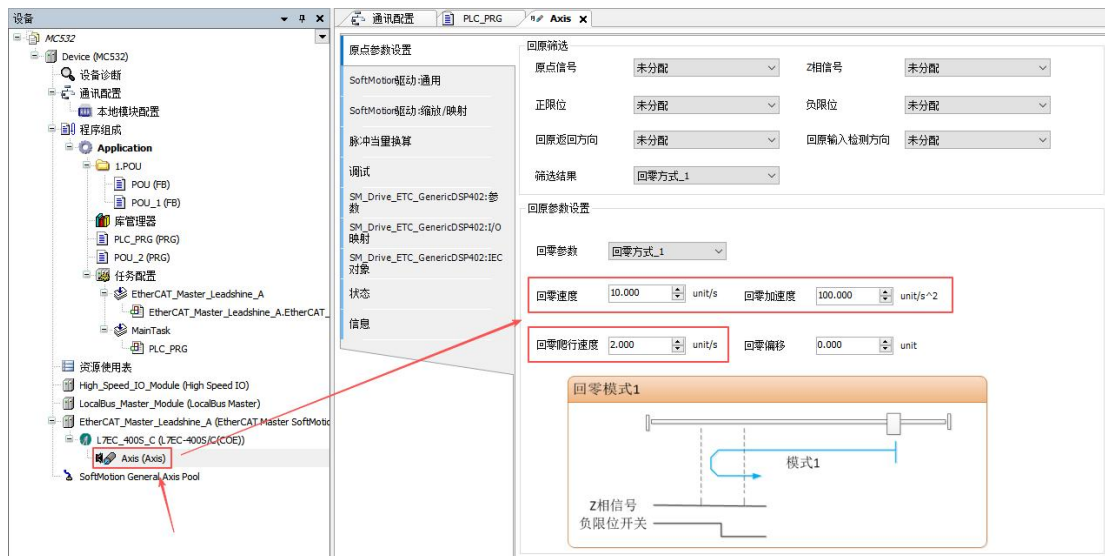 设备
MC532
Device (MC532)
设备诊断
通讯配置
本地模块配置
程序组成
Application
1.POU
POU (FB)
POU_1 (FB)
库管理器
PLC_PRG (PRG)
POU_2 (PRG)
任务配置
EtherCAT_Master_Leadshine_A
EtherCAT_Master_Leadshine_A.EtherCAT_
MainTask
PLC_PRG
资源使用表
High_Speed_IO_Module (High Speed IO)
LocalBus_Master_Module (LocalBus Master)
EtherCAT_Master_Leadshine_A (EtherCAT Master SoftMotic
L7EC_400S_C (L7EC-400S/C(COE))
Axis (Axis)
SoftMotion General Axis Pool
通讯配置 PLC_PRG Axis X
原点参数设置
SoftMotion驱动:通用
SoftMotion驱动:缩放/映射
脉冲当量换算
调试
SM_Drive_ETC_GenericDSP402:参
数
SM_Drive_ETC_GenericDSP402:I/O
映射
SM_Drive_ETC_GenericDSP402:IEC
对象
状态
信息
回原筛选
原点信号 未分配 Z相信号 未分配
正限位 未分配 负限位 未分配
回原返回方向 未分配 回原输入检测方向 未分配
筛选结果 回零方式_1
回原参数设置
回零参数 回零方式_1
回零速度 10.000 unit/s 回零加速度 100.000 unit/s^2
回零爬行速度 2.000 unit/s 回零偏移 0.000 unit
回零模式1
模式1
Z相信号
负限位开关